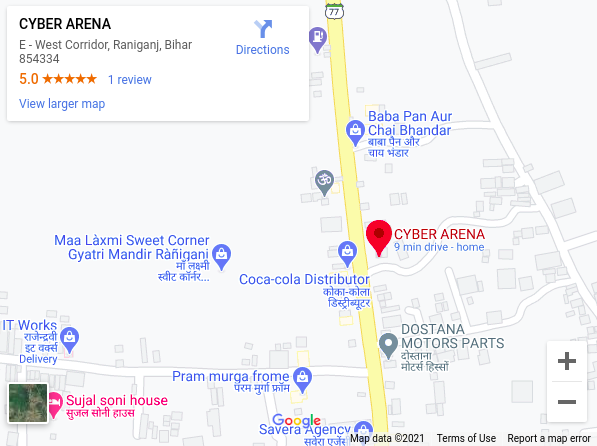 CYBER ARENA
E - West Corridor, Raniganj, Bihar
854334
5.0 ★★★★★ 1 review
View larger map
Directions
77
Baba Pan Aur
Chai Bhandar
बाबा पैन और
चाय भंडार
ॐ
CYBER ARENA
9 min drive - home
Maa Làxmi Sweet Corner
Gyatri Mandir Ràñiganj
माँ लक्ष्मी
स्वीट कॉर्नर...
Coca-cola Distributor
कोका-कोला
डिस्ट्रीब्यूटर
IT Works
राजेन्द्रवी
इट वर्क्स
Delivery
DOSTANA
MOTORS PARTS
दोस्ताना
मोटर्स हिस्सों
Pram murga frome
परम मुर्गा फ्रॉम
Sujal soni house
सुजल सोनी हाउस
Google
Savera Agency
सवेरा एजेंसी
Map data ©2021 Terms of Use Report a map error